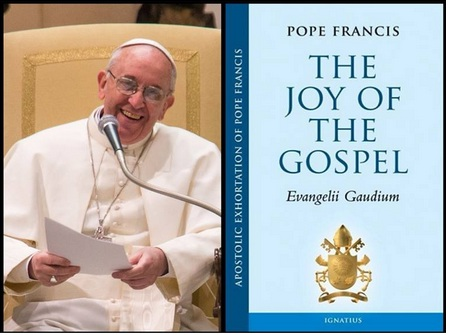 APOSTOLIC EXHORTATION OF POPE FRANCIS
POPE FRANCIS
THE
JOY OF
THE
GOSPEL
Evangelii Gaudium
IGNATIUS